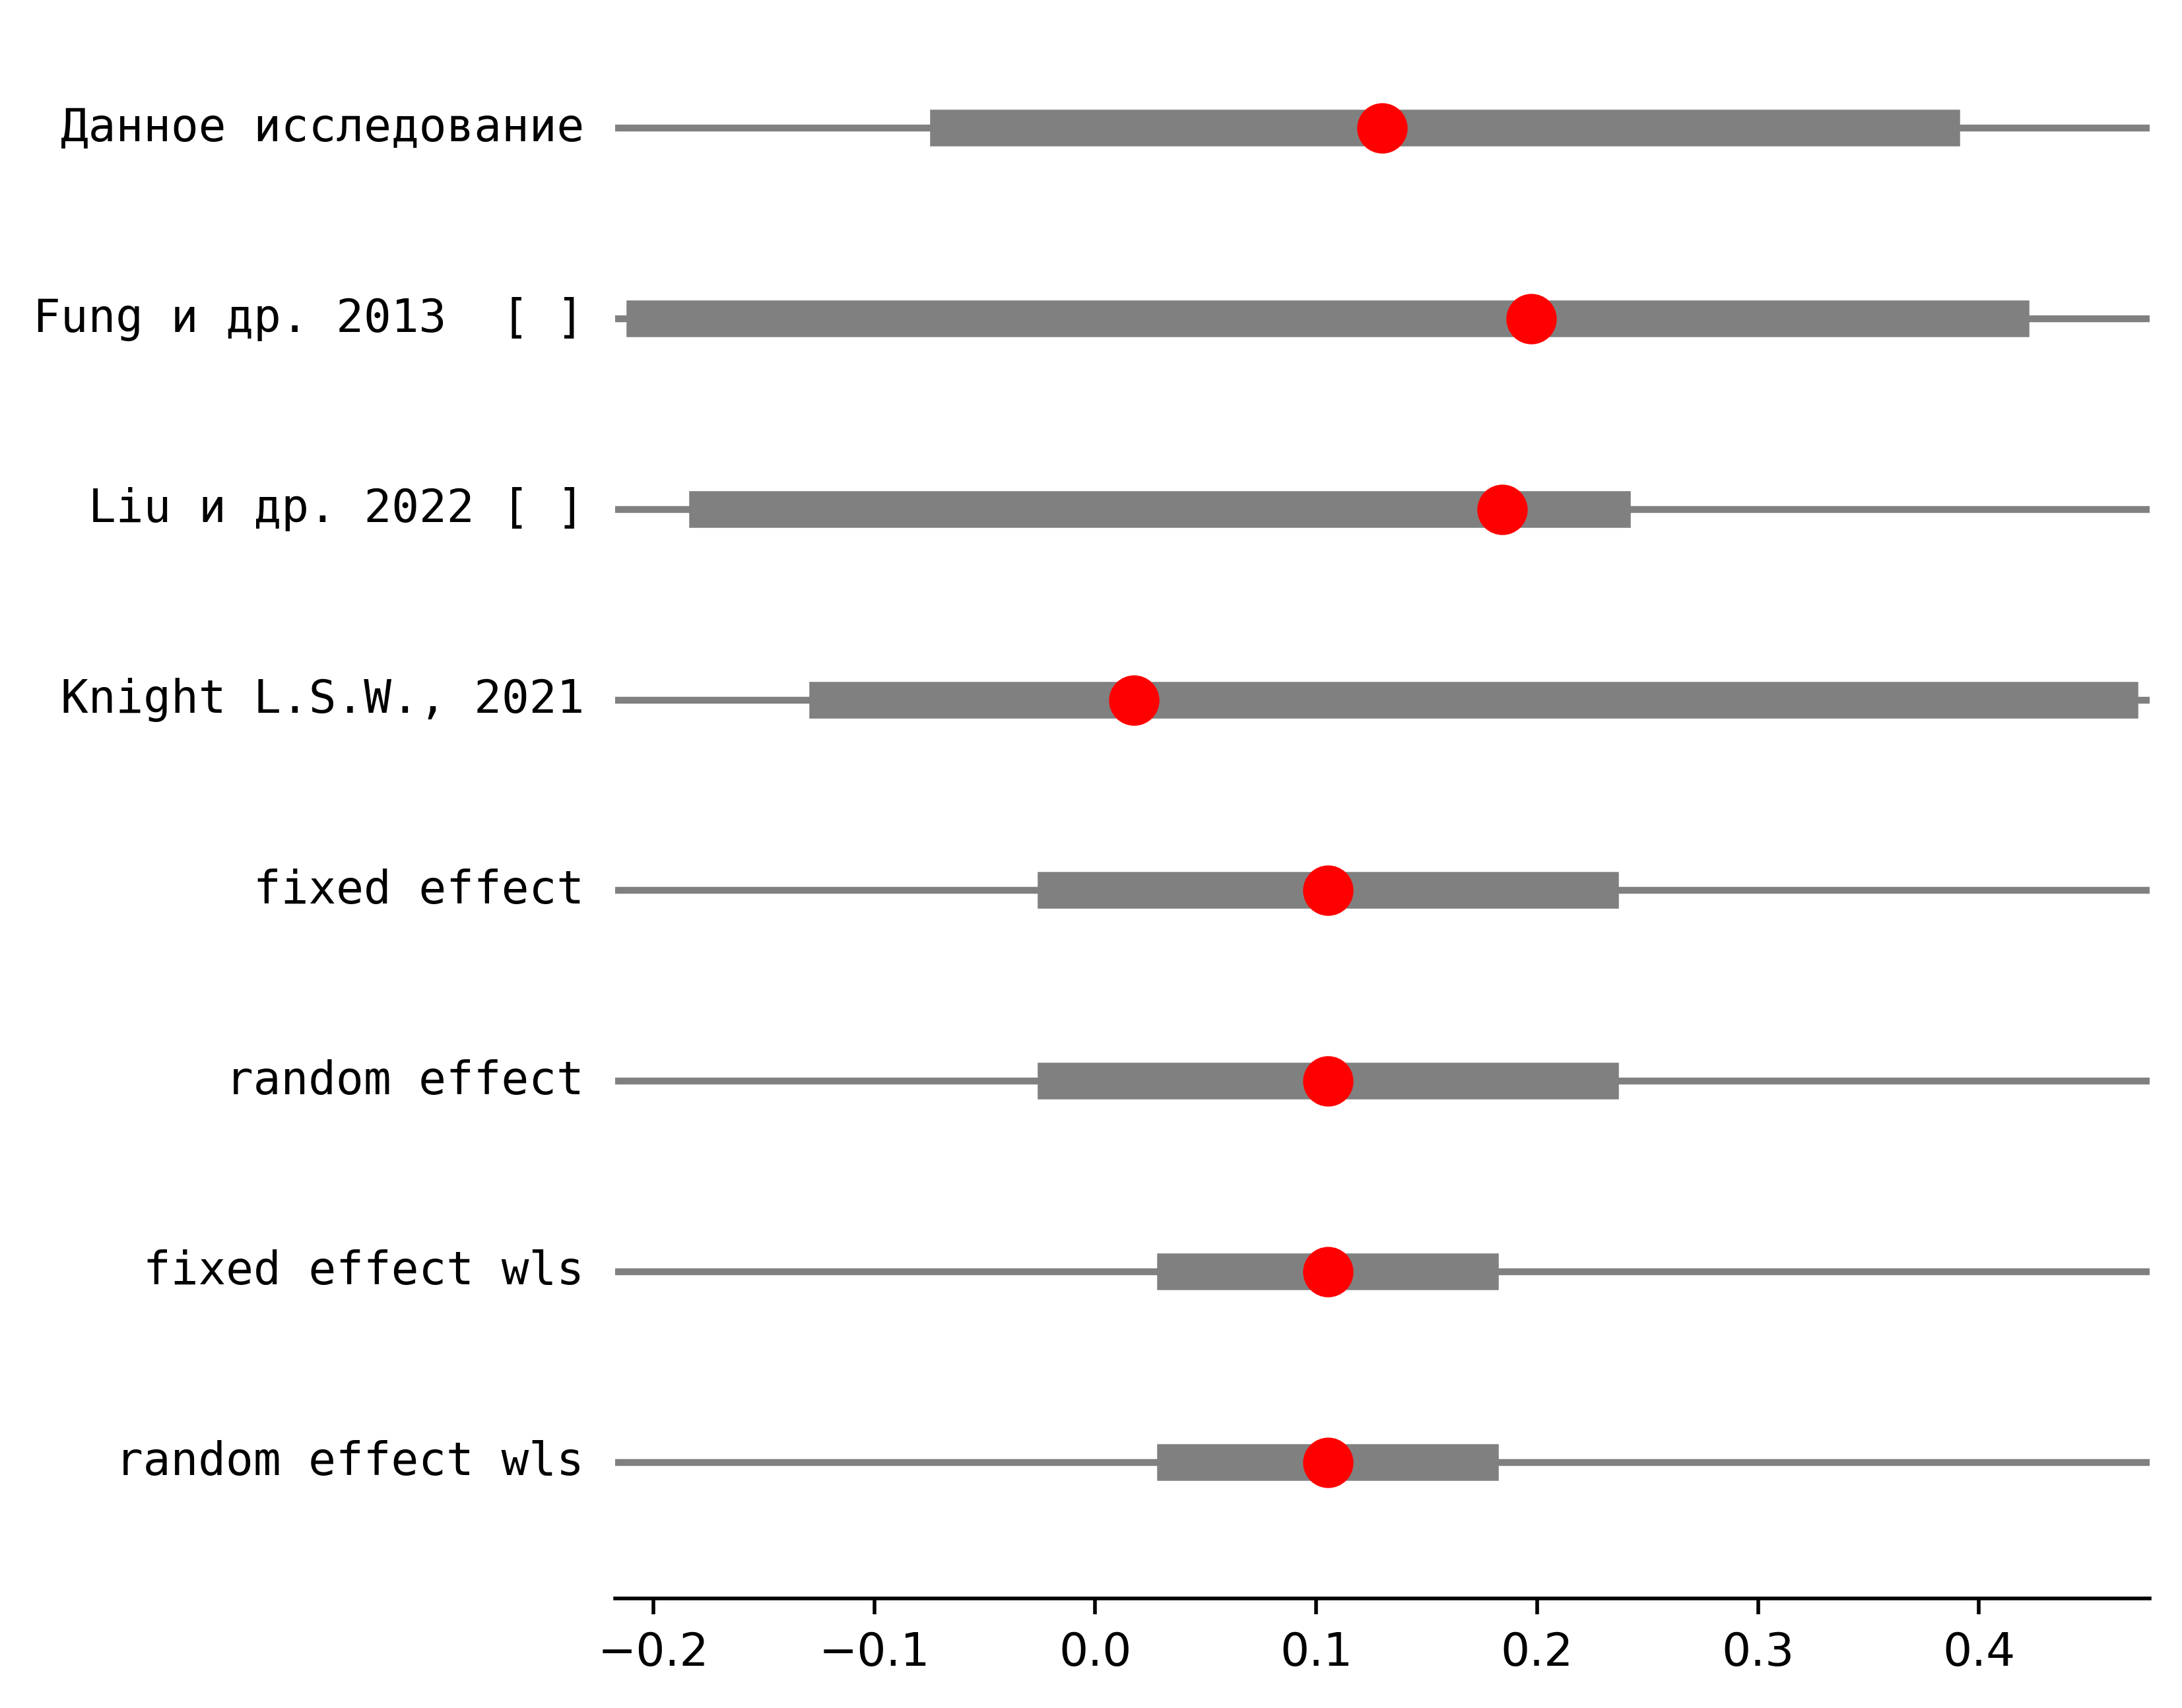 Данное исследование
Fung и др. 2013  [ ]
Liu и др. 2022 [ ]
Knight L.S.W., 2021
fixed effect
random effect
fixed effect wls
random effect wls
−0.2 −0.1 0.0 0.1 0.2 0.3 0.4